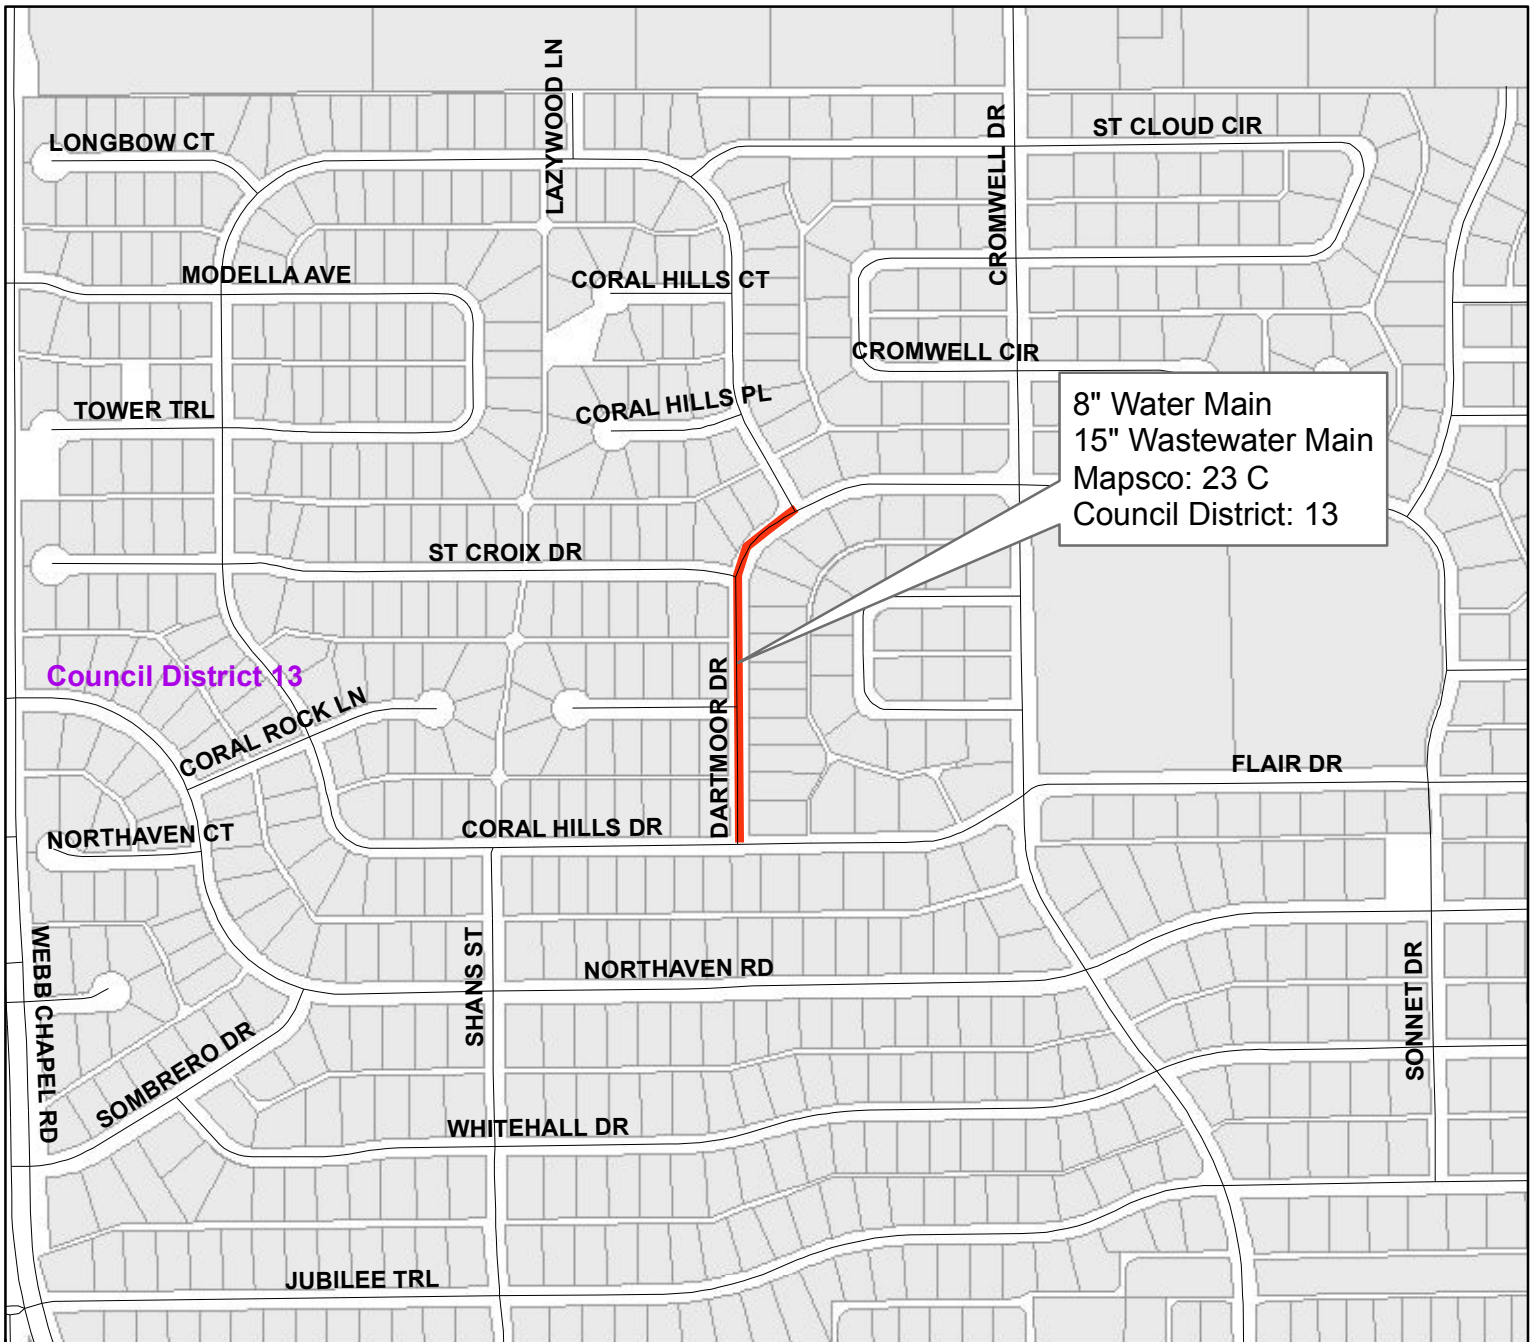 LAZYWOOD LN
LONGBOW CT
ST CLOUD CIR
CROMWELL DR
MODELLA AVE
CORAL HILLS CT
CROMWELL CIR
TOWER TRL
CORAL HILLS PL
8" Water Main
15" Wastewater Main
Mapsco: 23 C
Council District: 13
ST CROIX DR
Council District 13
CORAL ROCK LN
DARTMOOR DR
FLAIR DR
NORTHAVEN CT
CORAL HILLS DR
WEBB CHAPEL RD
SHANS ST
NORTHAVEN RD
SONNET DR
SOMBRERO DR
WHITEHALL DR
JUBILEE TRL